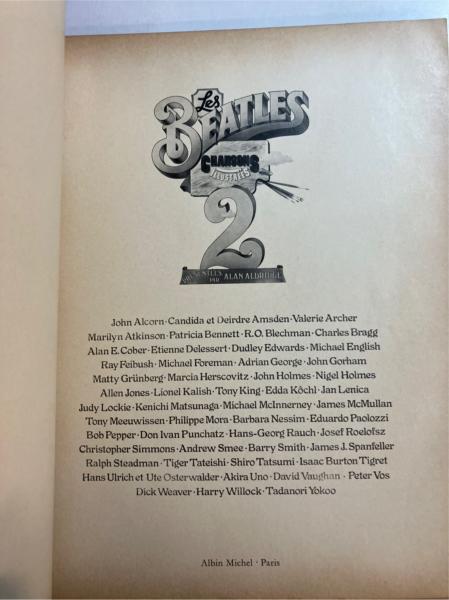 Les
BEATLES
CHANSONS
ILLUSTRÉES
2
PRÉSENTÉES PAR ALAN ALDRIDGE
John Alcorn · Candida et Deirdre Amsden · Valerie Archer
Marilyn Atkinson · Patricia Bennett · R.O. Blechman · Charles Bragg
Alan E. Cober · Etienne Delessert · Dudley Edwards · Michael English
Ray Feibush · Michael Foreman · Adrian George · John Gorham
Matty Grünberg · Marcia Herscovitz · John Holmes · Nigel Holmes
Allen Jones · Lionel Kalish · Tony King · Edda Köchl · Jan Lenica
Judy Lockie · Kenichi Matsunaga · Michael McInnerney · James McMullan
Tony Meeuwissen · Philippe Mora · Barbara Nessim · Eduardo Paolozzi
Bob Pepper · Don Ivan Punchatz · Hans-Georg Rauch · Josef Roelofsz
Christopher Simmons · Andrew Smee · Barry Smith · James J. Spanfeller
Ralph Steadman · Tiger Tateishi · Shiro Tatsumi · Isaac Burton Tigret
Hans Ulrich et Ute Osterwalder · Akira Uno · David Vaughan · Peter Vos
Dick Weaver · Harry Willock · Tadanori Yokoo
Albin Michel · Paris